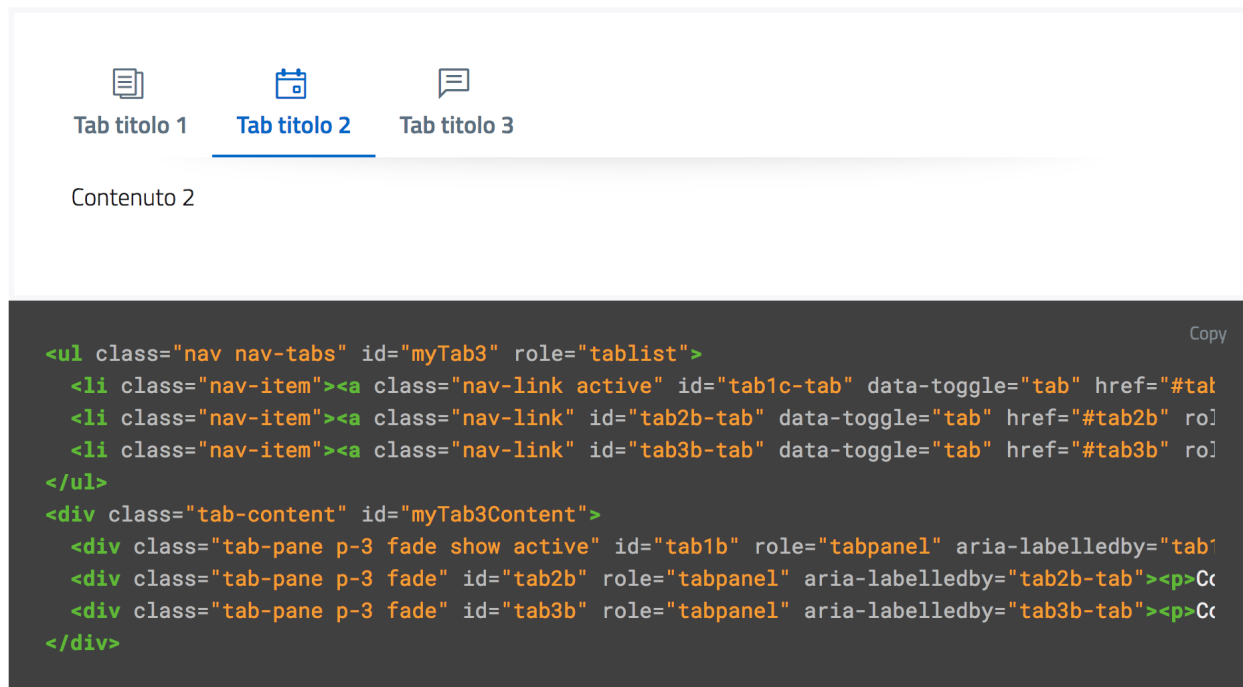 Tab titolo 1 Tab titolo 2 Tab titolo 3
Contenuto 2
Copy
<ul class="nav nav-tabs" id="myTab3" role="tablist">
<li class="nav-item"><a class="nav-link active" id="tab1c-tab" data-toggle="tab" href="#tab
<li class="nav-item"><a class="nav-link" id="tab2b-tab" data-toggle="tab" href="#tab2b" rol
<li class="nav-item"><a class="nav-link" id="tab3b-tab" data-toggle="tab" href="#tab3b" rol
</ul>
<div class="tab-content" id="myTab3Content">
<div class="tab-pane p-3 fade show active" id="tab1b" role="tabpanel" aria-labelledby="tab1
<div class="tab-pane p-3 fade" id="tab2b" role="tabpanel" aria-labelledby="tab2b-tab"><p>Co
<div class="tab-pane p-3 fade" id="tab3b" role="tabpanel" aria-labelledby="tab3b-tab"><p>Co
</div>